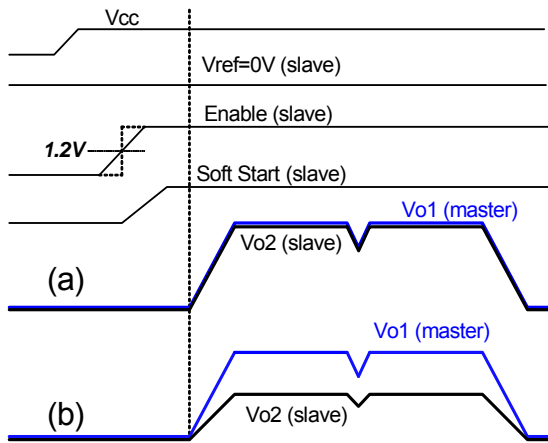 Vcc
Vref=0V (slave)
Enable (slave)
1.2V
Soft Start (slave)
Vo1 (master)
Vo2 (slave)
(a)
Vo1 (master)
(b)
Vo2 (slave)